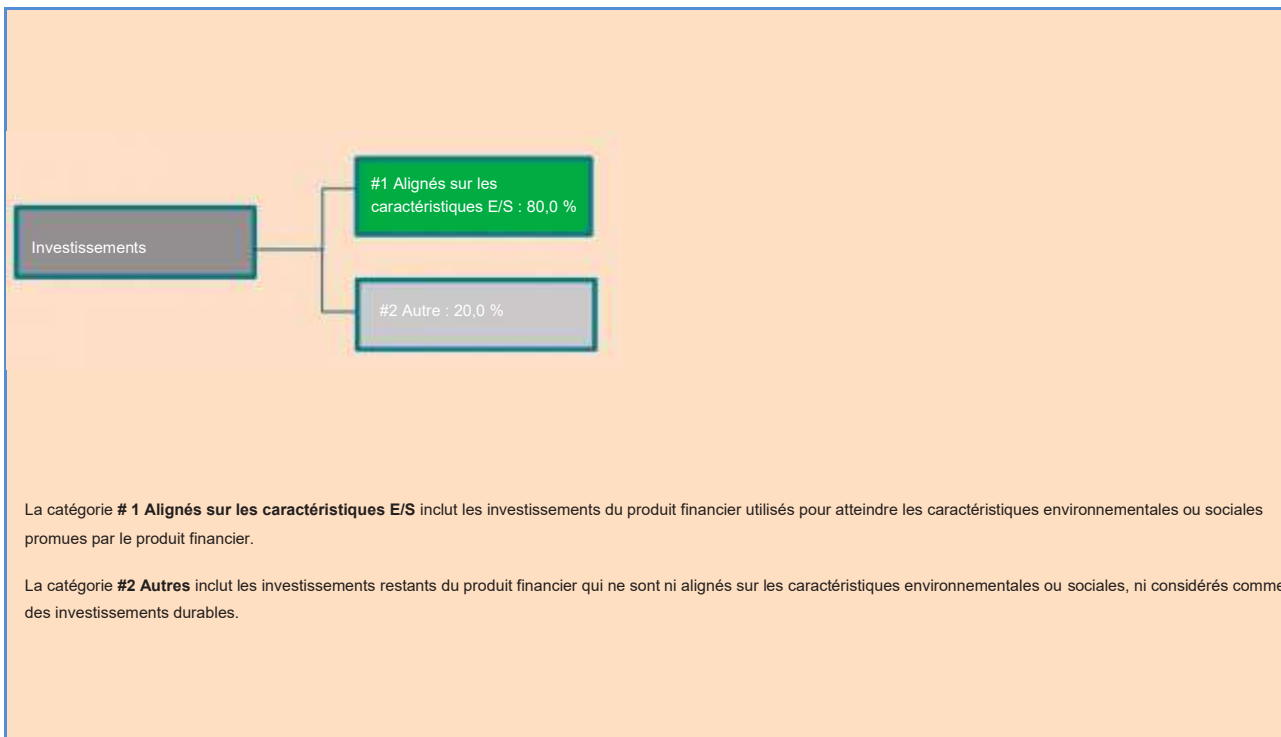 #1 Alignés sur les
caractéristiques E/S : 80,0 %
Investissements
#2 Autre : 20,0 %
La catégorie # 1 Alignés sur les caractéristiques E/S inclut les investissements du produit financier utilisés pour atteindre les caractéristiques environnementales ou sociales
promues par le produit financier.
La catégorie #2 Autres inclut les investissements restants du produit financier qui ne sont ni alignés sur les caractéristiques environnementales ou sociales, ni considérés comme
des investissements durables.